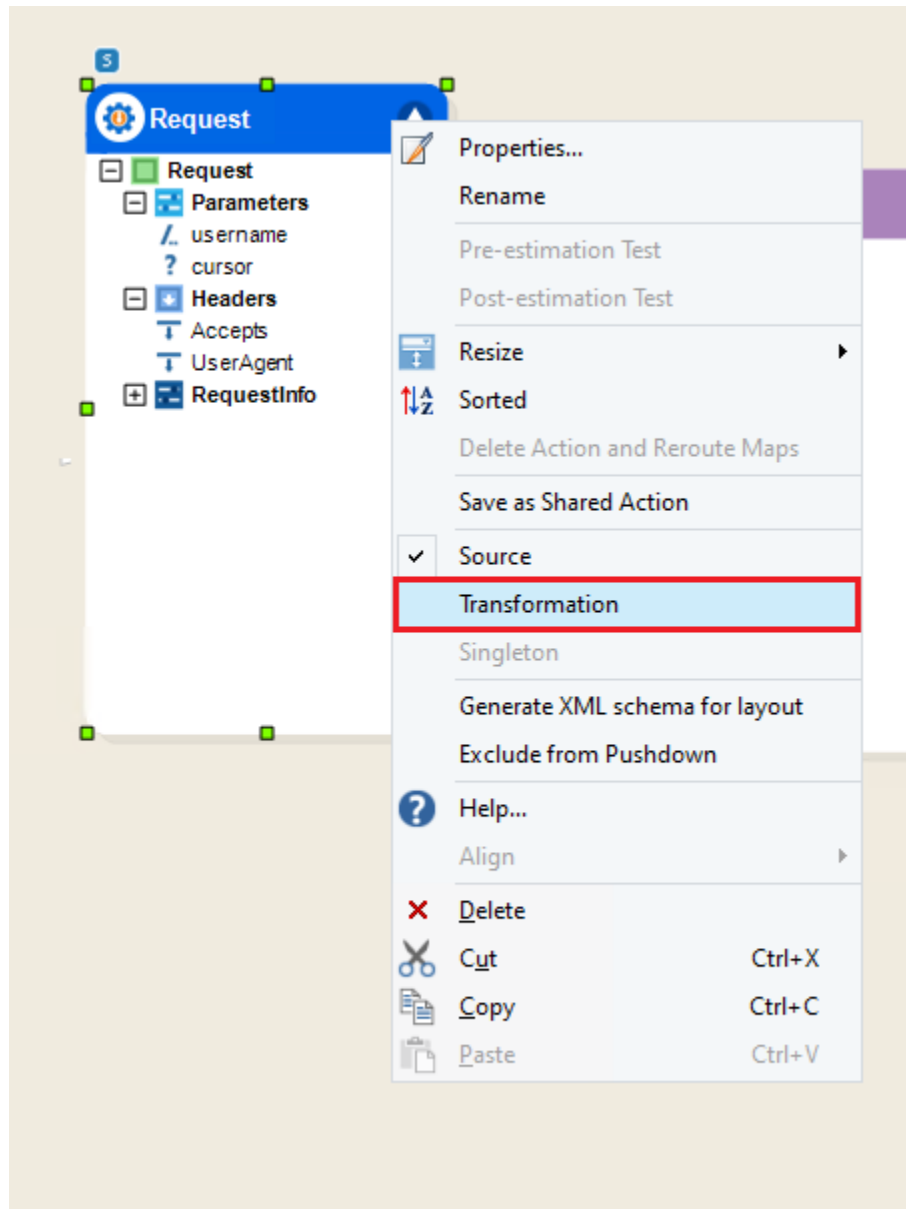 S
Request
Request
Parameters
username
cursor
Headers
Accepts
UserAgent
RequestInfo
Properties...
Rename
Pre-estimation Test
Post-estimation Test
Resize
Sorted
Delete Action and Reroute Maps
Save as Shared Action
Source
Transformation
Singleton
Generate XML schema for layout
Exclude from Pushdown
Help...
Align
Delete
Cut Ctrl+X
Copy Ctrl+C
Paste Ctrl+V